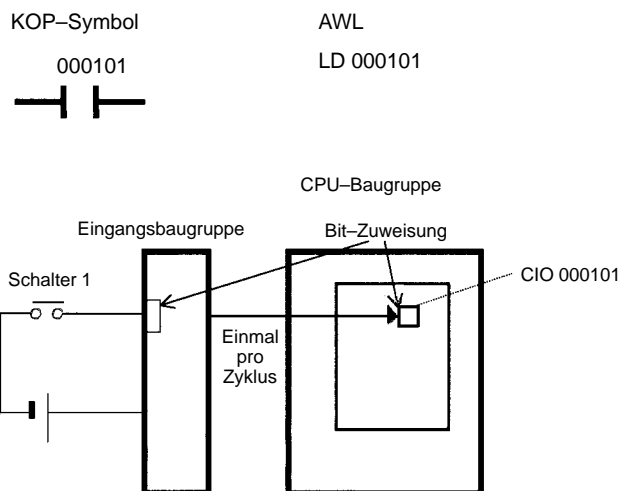 KOP–Symbol
AWL
000101
LD 000101
CPU–Baugruppe
Eingangsbaugruppe
Bit–Zuweisung
Schalter 1
CIO 000101
Einmal
pro
Zyklus